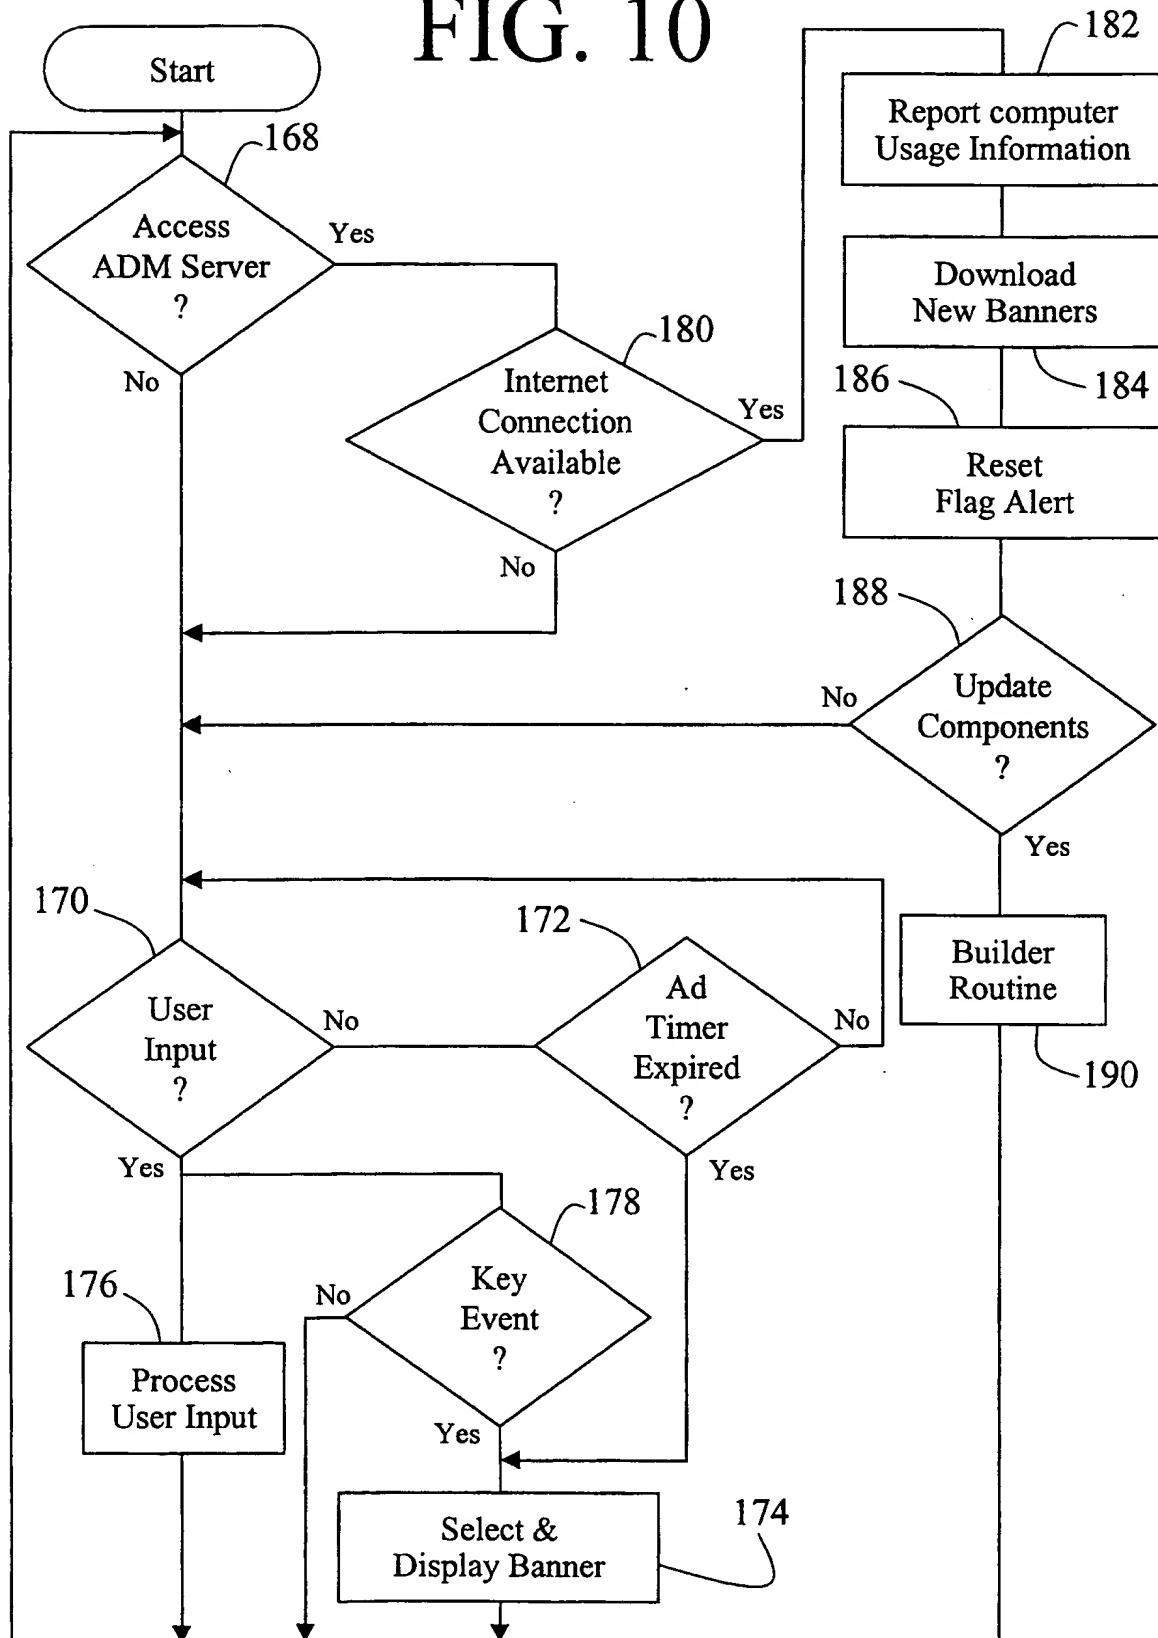 FIG. 10
Start
182
Report computer
Usage Information
168
Access
ADM Server
?
Yes
No
Download
New Banners
184
180
Internet
Connection
Available
?
Yes
No
186
Reset
Flag Alert
188
Update
Components
?
No
Yes
170
User
Input
?
No
Yes
172
Ad
Timer
Expired
?
No
Yes
Builder
Routine
190
178
Key
Event
?
No
Yes
176
Process
User Input
Select &
Display Banner
174